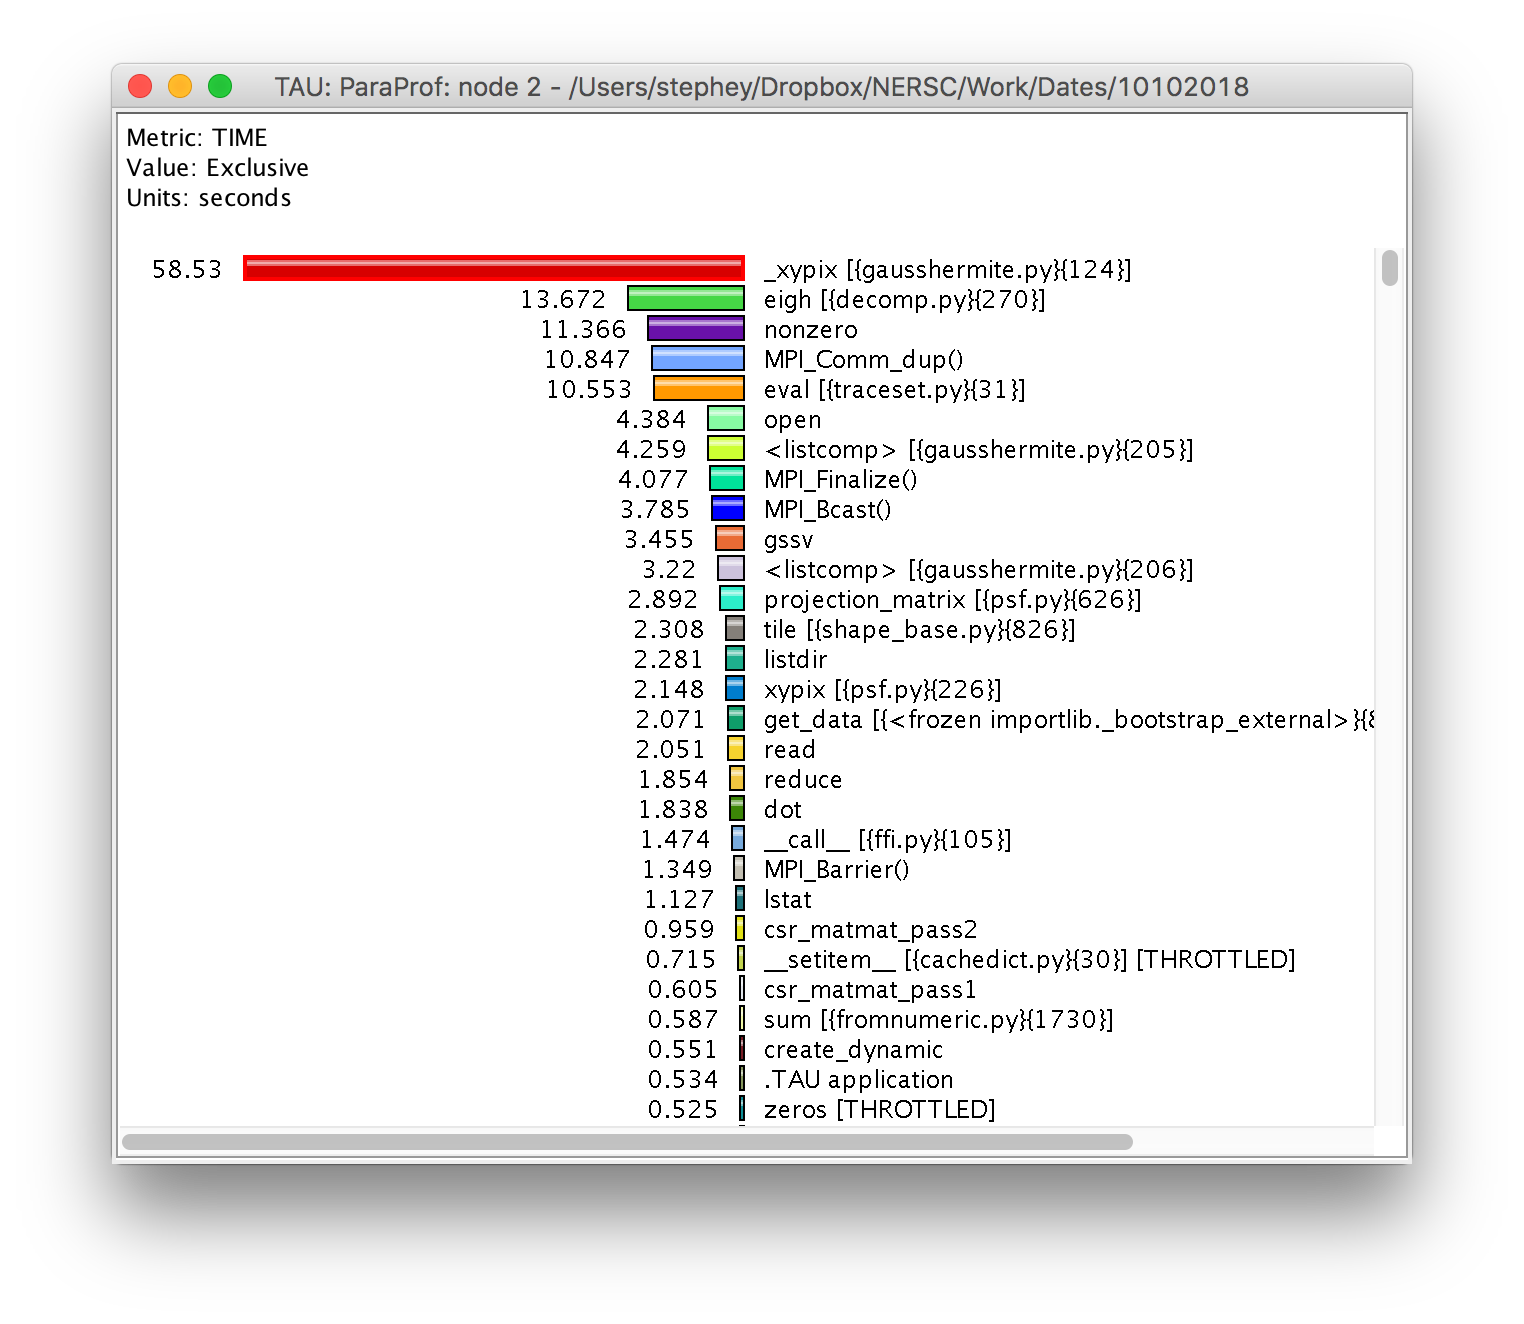 TAU: ParaProf: node 2 - /Users/stephey/Dropbox/NERSC/Work/Dates/10102018
Metric: TIME
Value: Exclusive
Units: seconds
58.53 _xypix [{gausshermite.py}{124}]
13.672 eigh [{decomp.py}{270}]
11.366 nonzero
10.847 MPI_Comm_dup()
10.553 eval [{traceset.py}{31}]
4.384 open
4.259 <listcomp> [{gausshermite.py}{205}]
4.077 MPI_Finalize()
3.785 MPI_Bcast()
3.455 gssv
3.22 <listcomp> [{gausshermite.py}{206}]
2.892 projection_matrix [{psf.py}{626}]
2.308 tile [{shape_base.py}{826}]
2.281 listdir
2.148 xypix [{psf.py}{226}]
2.071 get_data [{<frozen importlib._bootstrap_external>}{8
2.051 read
1.854 reduce
1.838 dot
1.474 __call__ [{ffi.py}{105}]
1.349 MPI_Barrier()
1.127 lstat
0.959 csr_matmat_pass2
0.715 __setitem__ [{cachedict.py}{30}] [THROTTLED]
0.605 csr_matmat_pass1
0.587 sum [{fromnumeric.py}{1730}]
0.551 create_dynamic
0.534 .TAU application
0.525 zeros [THROTTLED]